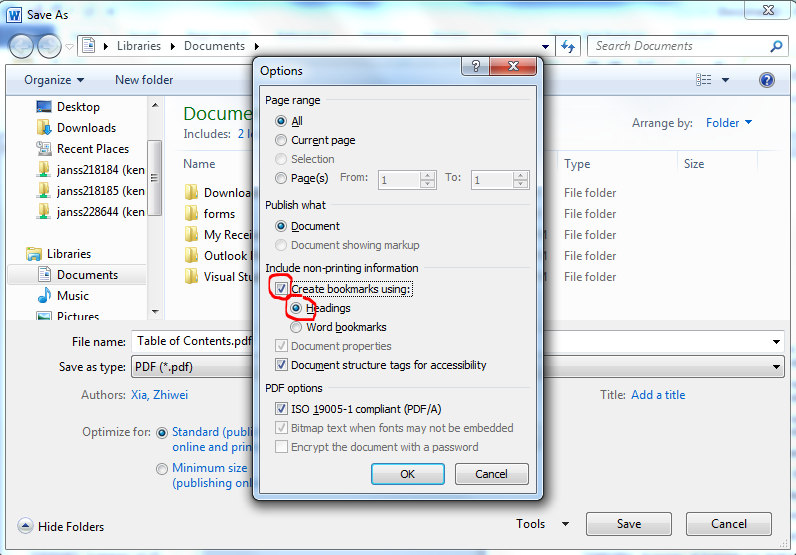 Save As
Libraries Documents
Search Documents
Organize New folder
Desktop
Downloads
Recent Places
janss218184 (ken
janss218185 (ken
janss228644 (ken
Libraries
Documents
Music
Pictures
Docume
Includes: 2 l
Arrange by: Folder
Name Type Size
Downloa File folder
forms File folder
My Recei File folder
Outlook File folder
Visual Stu File folder
Options
Page range
All
Current page
Selection
Page(s) From: 1 To: 1
Publish what
Document
Document showing markup
Include non-printing information
Create bookmarks using:
Headings
Word bookmarks
Document properties
Document structure tags for accessibility
PDF options
ISO 19005-1 compliant (PDF/A)
Bitmap text when fonts may not be embedded
Encrypt the document with a password
OK Cancel
File name: Table of Contents.pdf
Save as type: PDF (*.pdf)
Authors: Xia, Zhiwei Title: Add a title
Optimize for: Standard (publi
online and prin
Minimum size
(publishing onl
Hide Folders Tools Save Cancel